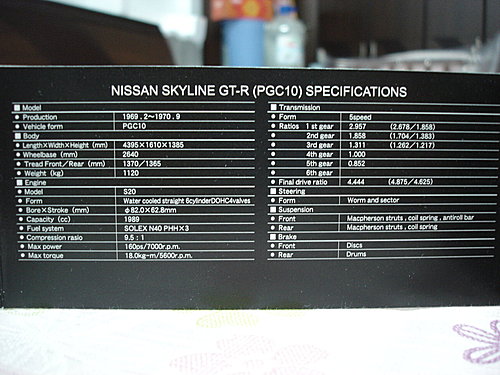 NISSAN SKYLINE GT-R (PGC10) SPECIFICATIONS
■ Model
● Production 1969.2～1970.9
● Vehicle form PGC10
■ Body
● Length×Width×Height (mm) 4395×1610×1385
● Wheelbase (mm) 2640
● Tread Front/Rear (mm) 1370/1365
● Weight (kg) 1120
■ Engine
● Model S20
● Form Water cooled straight 6cylinderDOHC4valves
● Bore×Stroke (mm) φ82.0×62.8mm
● Capacity (cc) 1989
● Fuel system SOLEX N40 PHH×3
● Compression rasio 9.5 : 1
● Max power 160ps/7000r.p.m.
● Max torque 18.0kg-m/5600r.p.m.
■ Transmission
● Form 5speed
● Ratios 1st gear 2.957 (2.678/1.858)
● 2nd gear 1.858 (1.704/1.383)
● 3rd gear 1.311 (1.262/1.217)
● 4th gear 1.000
● 5th gear 0.852
● 6th gear
● Final drive ratio 4.444 (4.875/4.625)
■ Steering
● Form Worm and sector
■ Suspension
● Front Macpherson struts , coil spring , antiroll bar
● Rear Macpherson struts , coil spring
■ Brake
● Front Discs
● Rear Drums